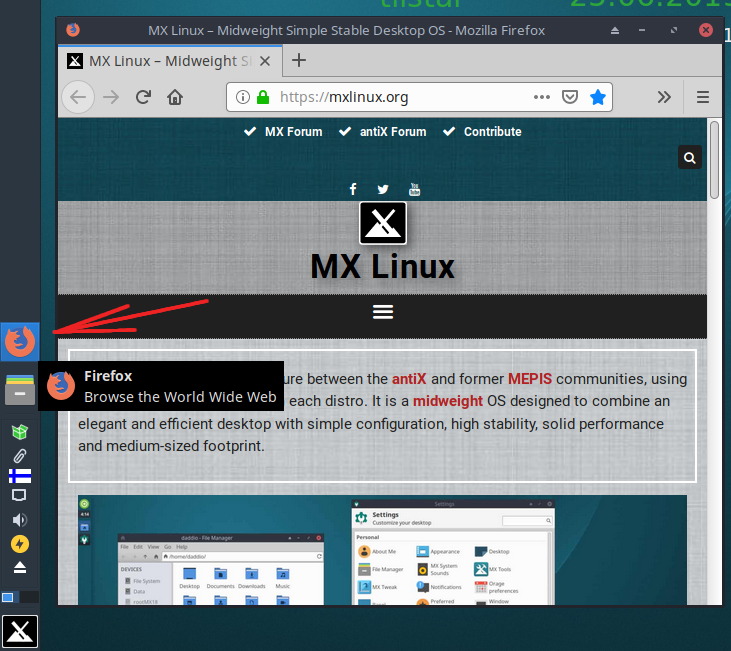 MX Linux – Midweight Simple Stable Desktop OS - Mozilla Firefox
MX Linux – Midweight S
https://mxlinux.org
MX Forum antiX Forum Contribute
You
Tube
MX Linux
Firefox
Browse the World Wide Web
ure between the antiX and former MEPIS communities, using
each distro. It is a midweight OS designed to combine an
elegant and efficient desktop with simple configuration, high stability, solid performance
and medium-sized footprint.
daddio - File Manager
File Edit View Go Help
/home/daddio/
DEVICES
File System
Data
rootMX18
Desktop Documents Downloads Music
Settings
Settings
Customize your desktop
Personal
About Me Appearance Desktop
File Manager MX System Sounds MX Tools
MX Tweak Notifications Orage preferences
Preferred Window